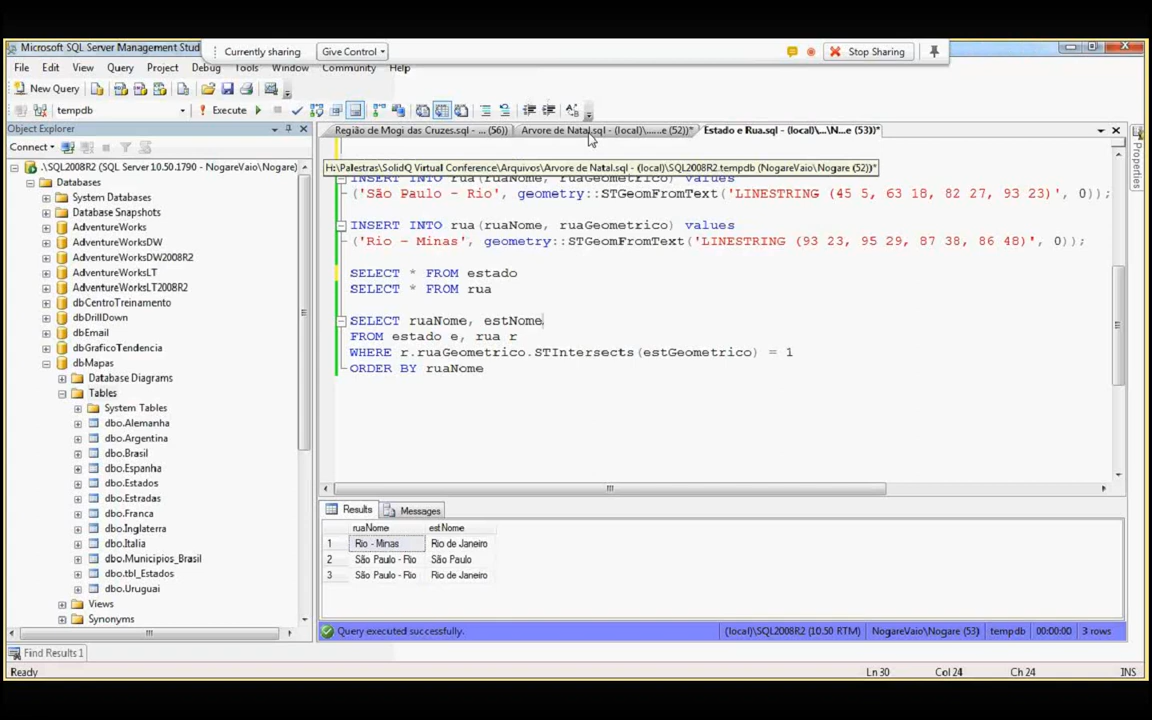 Microsoft SQL Server Management Stud
Currently sharing
Give Control
Stop Sharing
File Edit View Query Project Debug Tools Window Community Help
New Query
tempdb
Execute
Object Explorer
Região de Mogi das Cruzes.sql - ... (56))
Arvore de Natal.sql - (local)\......e (52))*
Estado e Rua.sql - (local)\...\N...e (53))*
Connect
H:\Palestras\SolidQ Virtual Conference\Arquivos\Arvore de Natal.sql - (local)\SQL2008R2.tempdb (NogareVaio\Nogare (52))*
.\SQL2008R2 (SQL Server 10.50.1790 - NogareVaio\Nogare)
Databases
System Databases
Database Snapshots
AdventureWorks
AdventureWorksDW
AdventureWorksDW2008R2
AdventureWorksLT
AdventureWorksLT2008R2
dbCentroTreinamento
dbDrillDown
dbEmail
dbGraficoTendencia
dbMapas
Database Diagrams
Tables
System Tables
dbo.Alemanha
dbo.Argentina
dbo.Brasil
dbo.Espanha
dbo.Estados
dbo.Estradas
dbo.Franca
dbo.Inglaterra
dbo.Italia
dbo.Municipios_Brasil
dbo.tbl_Estados
dbo.Uruguai
Views
Synonyms
INSERT INTO rua(ruaNome, ruaGeometrico) values
('São Paulo - Rio', geometry::STGeomFromText('LINESTRING (45 5, 63 18, 82 27, 93 23)', 0));
INSERT INTO rua(ruaNome, ruaGeometrico) values
('Rio - Minas', geometry::STGeomFromText('LINESTRING (93 23, 95 29, 87 38, 86 48)', 0));
SELECT * FROM estado
SELECT * FROM rua
SELECT ruaNome, estNome
FROM estado e, rua r
WHERE r.ruaGeometrico.STIntersects(estGeometrico) = 1
ORDER BY ruaNome
Properties
Results Messages
ruaNome estNome
1 Rio - Minas Rio de Janeiro
2 São Paulo - Rio São Paulo
3 São Paulo - Rio Rio de Janeiro
Query executed successfully.
(local)\SQL2008R2 (10.50 RTM)
NogareVaio\Nogare (53)
tempdb
00:00:00
3 rows
Find Results 1
Ready
Ln 30
Col 24
Ch 24
INS